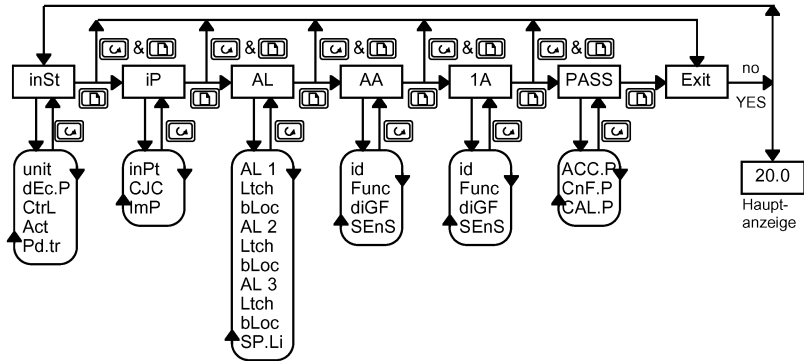 & & & & &
inSt iP AL AA 1A PASS Exit no
YES
unit
dEc.P
CtrL
Act
Pd.tr
inPt
CJC
ImP
AL 1
Ltch
bLoc
AL 2
Ltch
bLoc
AL 3
Ltch
bLoc
SP.Li
id
Func
diGF
SEnS
id
Func
diGF
SEnS
ACC.P
CnF.P
CAL.P
20.0
Haupt-
anzeige